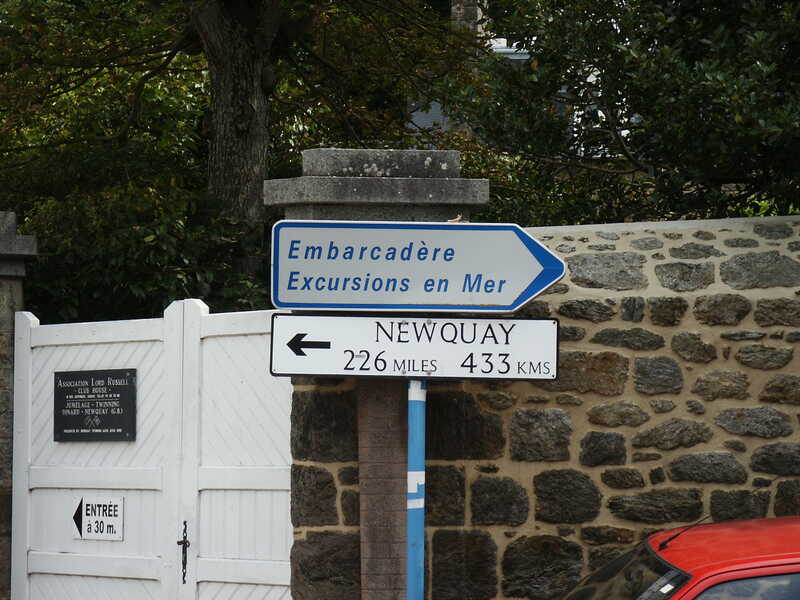 Embarcadère
Excursions en Mer
NEWQUAY
226 MILES 433 KMS.
ASSOCIATION LORD RUSSELL
- CLUB HOUSE -
JUMELAGE - TWINNING
DINARD - NEWQUAY (G.B.)
ENTRÉE
à 30 m.